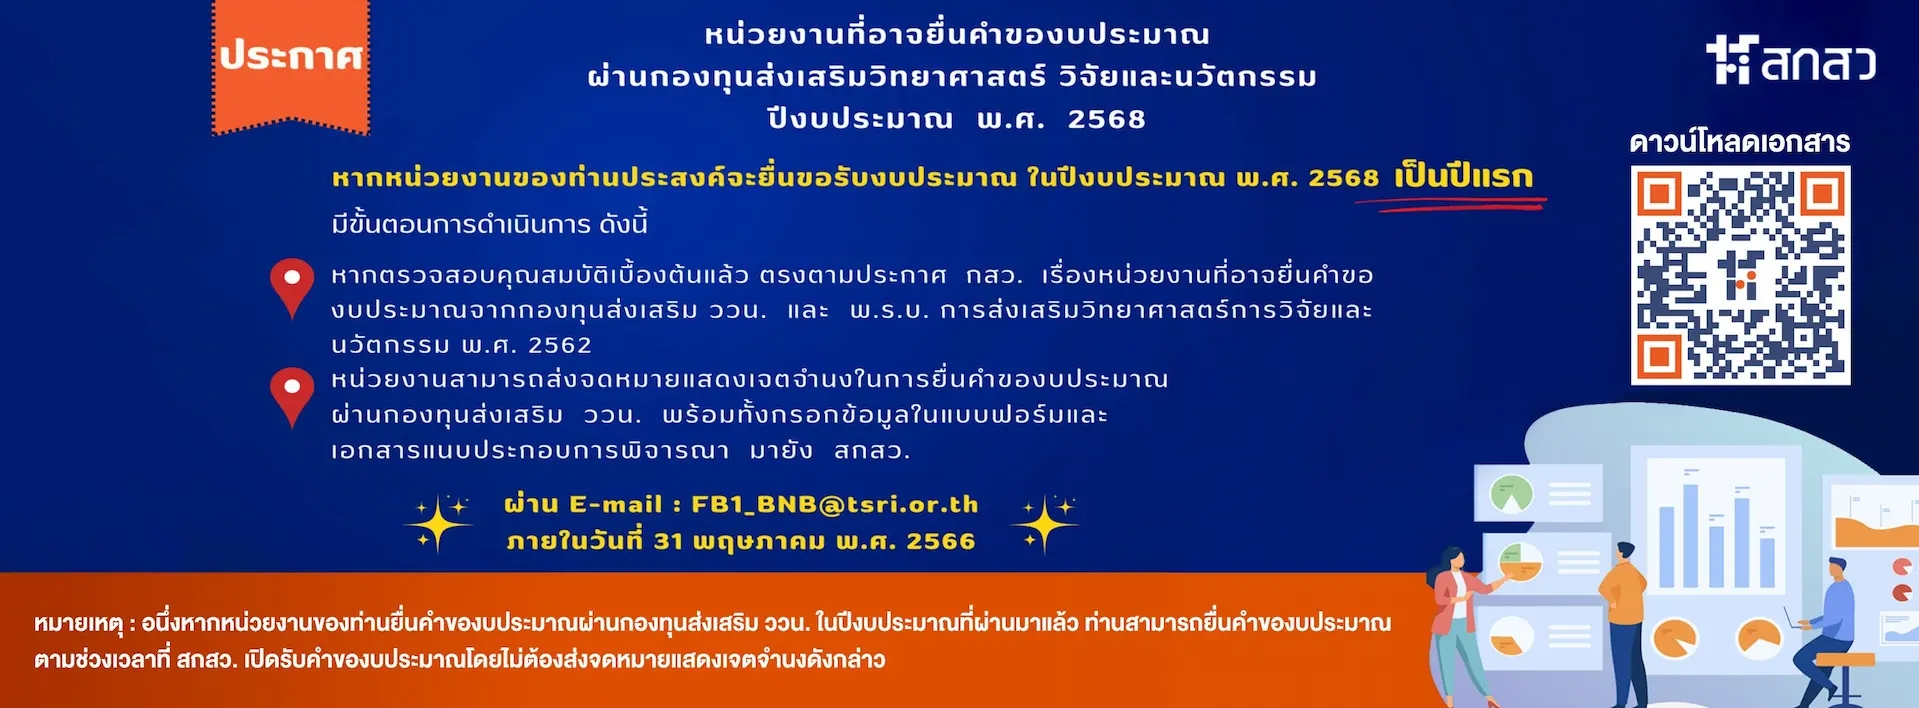 ประกาศ
หน่วยงานที่อาจยื่นคำของบประมาณ
ผ่านกองทุนส่งเสริมวิทยาศาสตร์ วิจัยและนวัตกรรม
ปีงบประมาณ พ.ศ. 2568
สกสว
ดาวน์โหลดเอกสาร
หากหน่วยงานของท่านประสงค์จะยื่นขอรับงบประมาณ ในปีงบประมาณ พ.ศ. 2568 เป็นปีแรก
มีขั้นตอนการดำเนินการ ดังนี้
หากตรวจสอบคุณสมบัติเบื้องต้นแล้ว ตรงตามประกาศ กสว. เรื่องหน่วยงานที่อาจยื่นคำขอ
งบประมาณจากกองทุนส่งเสริม ววน. และ พ.ร.บ. การส่งเสริมวิทยาศาสตร์การวิจัยและ
นวัตกรรม พ.ศ. 2562
หน่วยงานสามารถส่งจดหมายแสดงเจตจำนงในการยื่นคำของบประมาณ
ผ่านกองทุนส่งเสริม ววน. พร้อมทั้งกรอกข้อมูลในแบบฟอร์มและ
เอกสารแนบประกอบการพิจารณา มายัง สกสว.
ผ่าน E-mail : FB1_BNB@tsri.or.th
ภายในวันที่ 31 พฤษภาคม พ.ศ. 2566
หมายเหตุ : อนึ่งหากหน่วยงานของท่านยื่นคำของบประมาณผ่านกองทุนส่งเสริม ววน. ในปีงบประมาณที่ผ่านมาแล้ว ท่านสามารถยื่นคำของบประมาณ
ตามช่วงเวลาที่ สกสว. เปิดรับคำของบประมาณโดยไม่ต้องส่งจดหมายแสดงเจตจำนงดังกล่าว